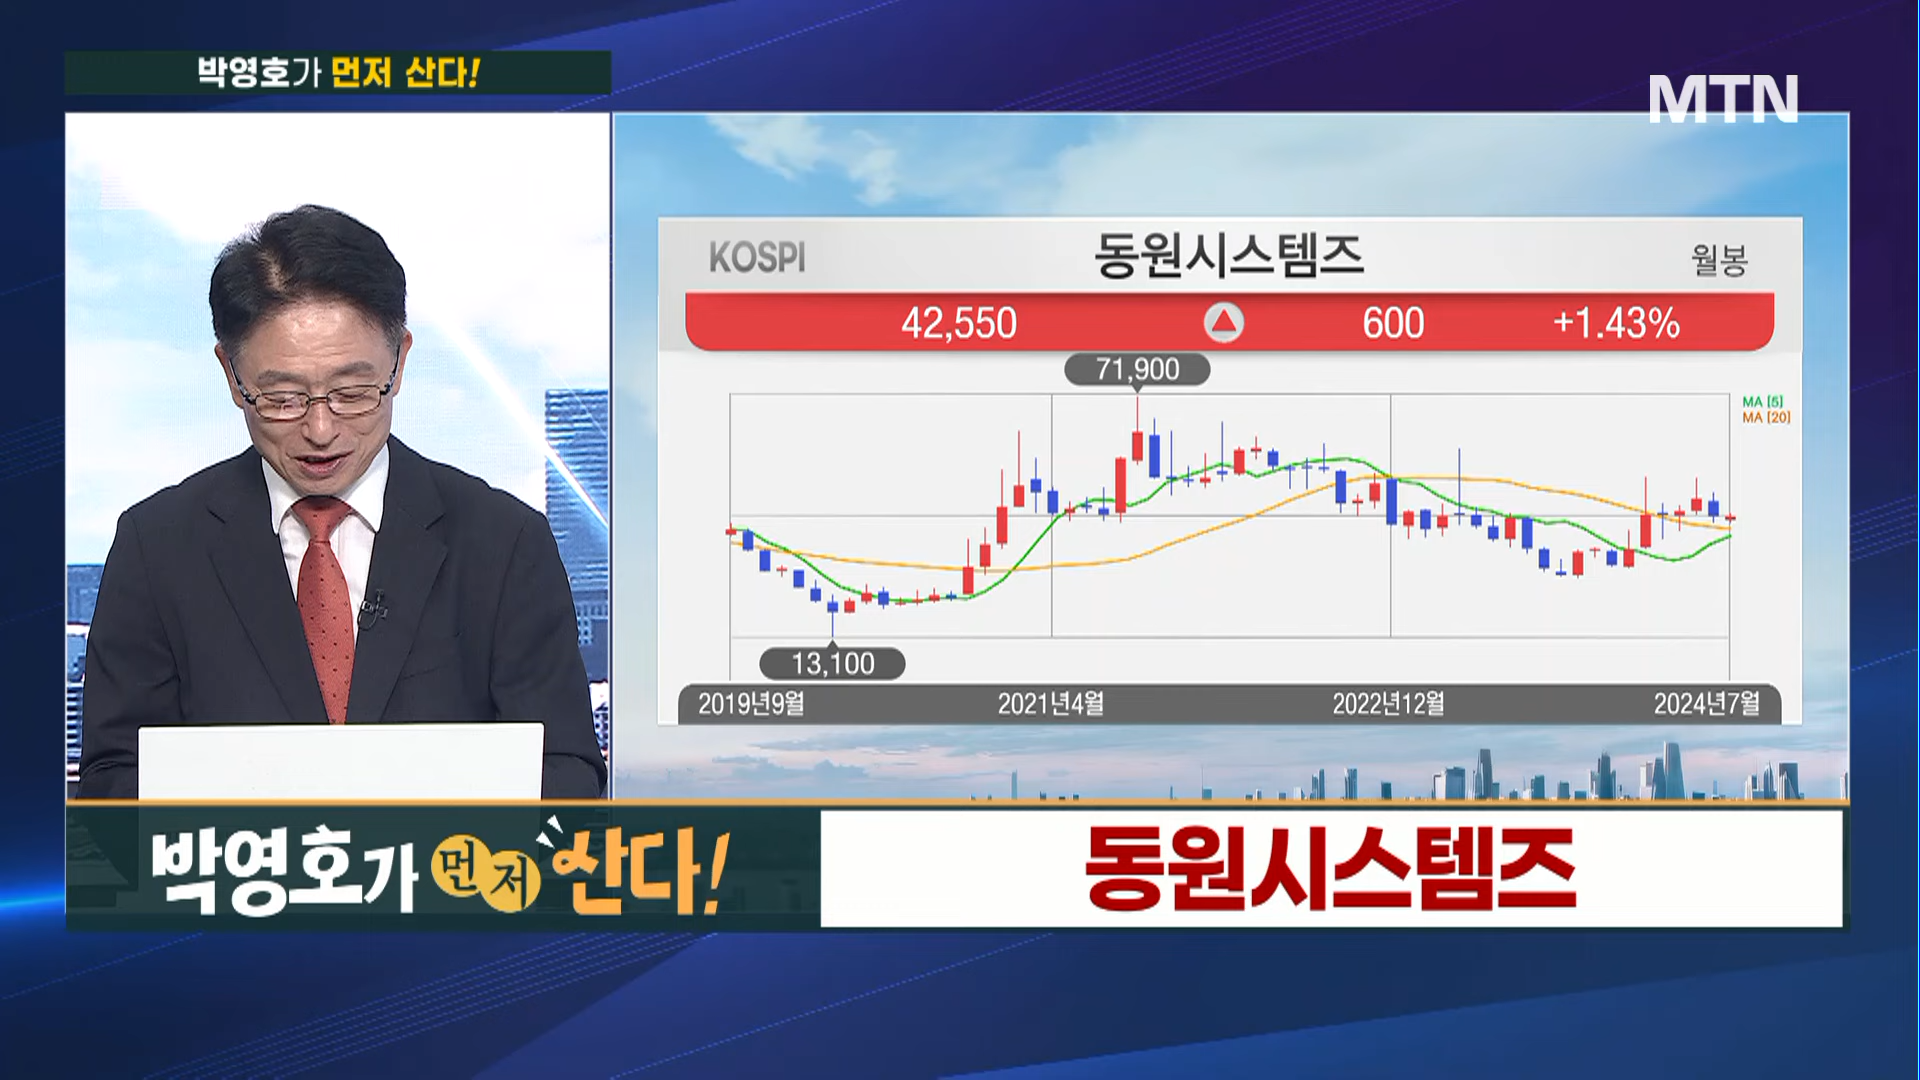 박영호가 먼저 산다!
MTN
KOSPI 동원시스템즈 월봉
42,550 600 +1.43%
71,900
MA [5]
MA [20]
13,100
2019년9월 2021년4월 2022년12월 2024년7월
박영호가 먼저 산다!
동원시스템즈